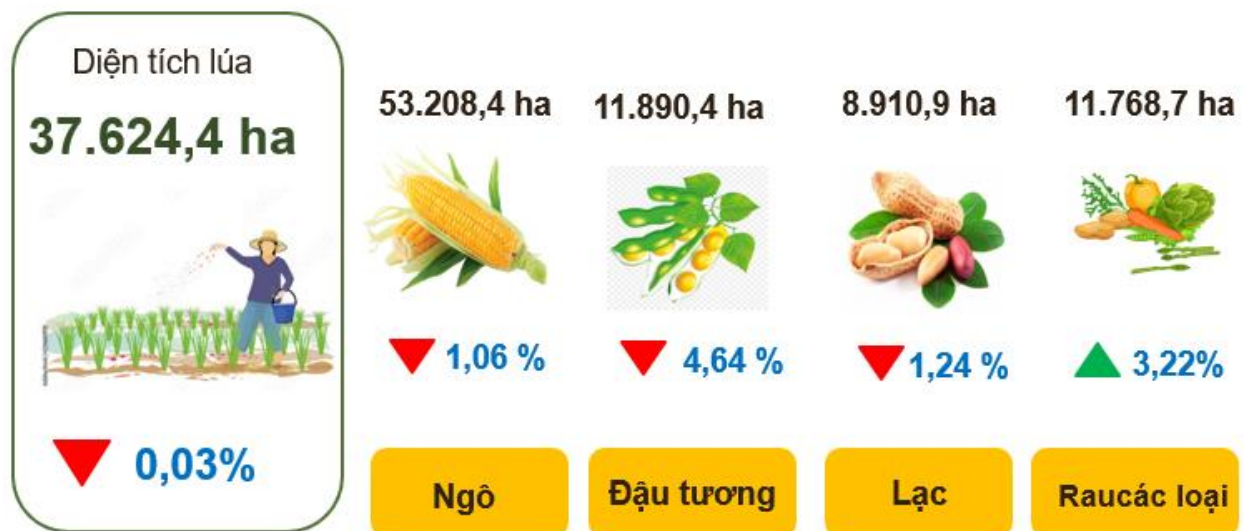 Diện tích lúa
37.624,4 ha
0,03%
53.208,4 ha
11.890,4 ha
8.910,9 ha
11.768,7 ha
1,06 %
4,64 %
1,24 %
3,22%
Ngô
Đậu tương
Lạc
Raucác loại